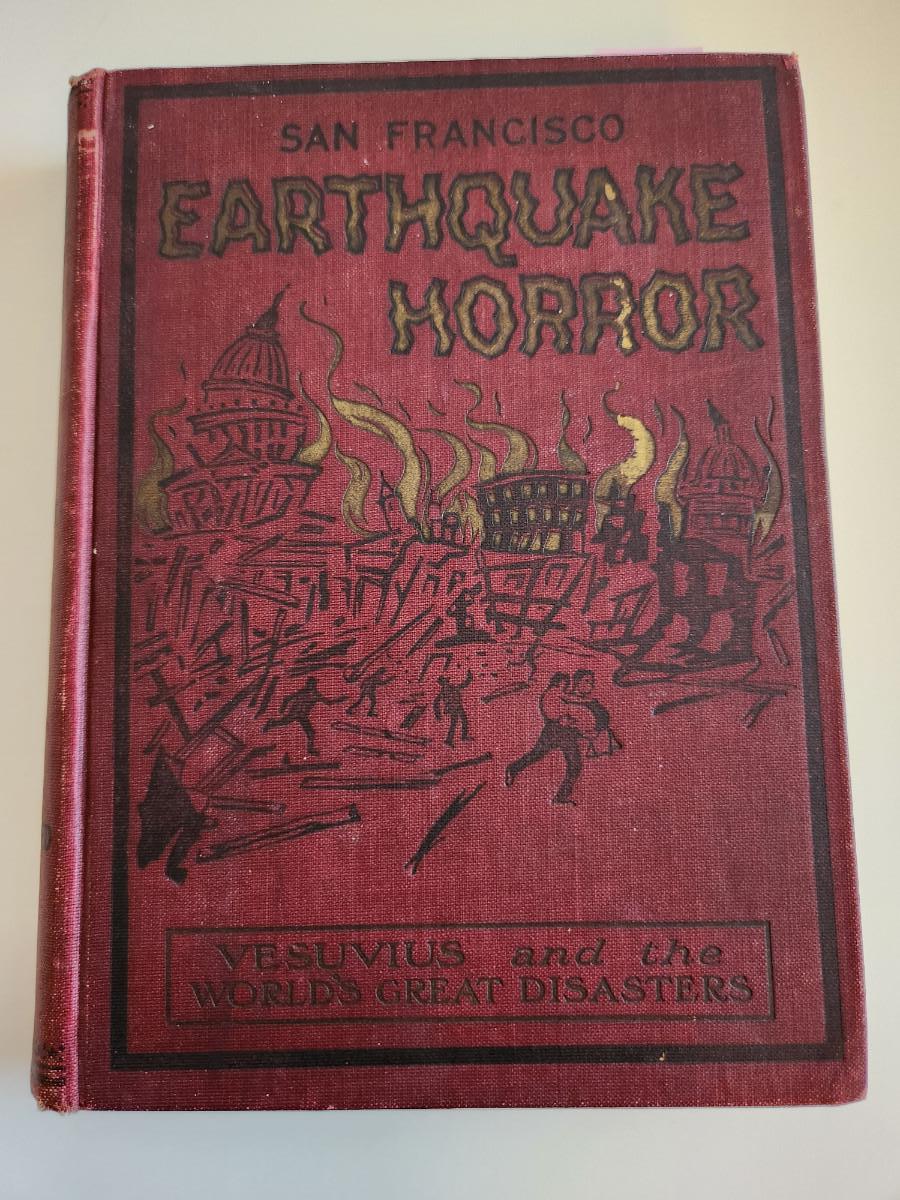 SAN FRANCISCO
EARTHQUAKE
HORROR
VESUVIUS and the
WORLD'S GREAT DISASTERS